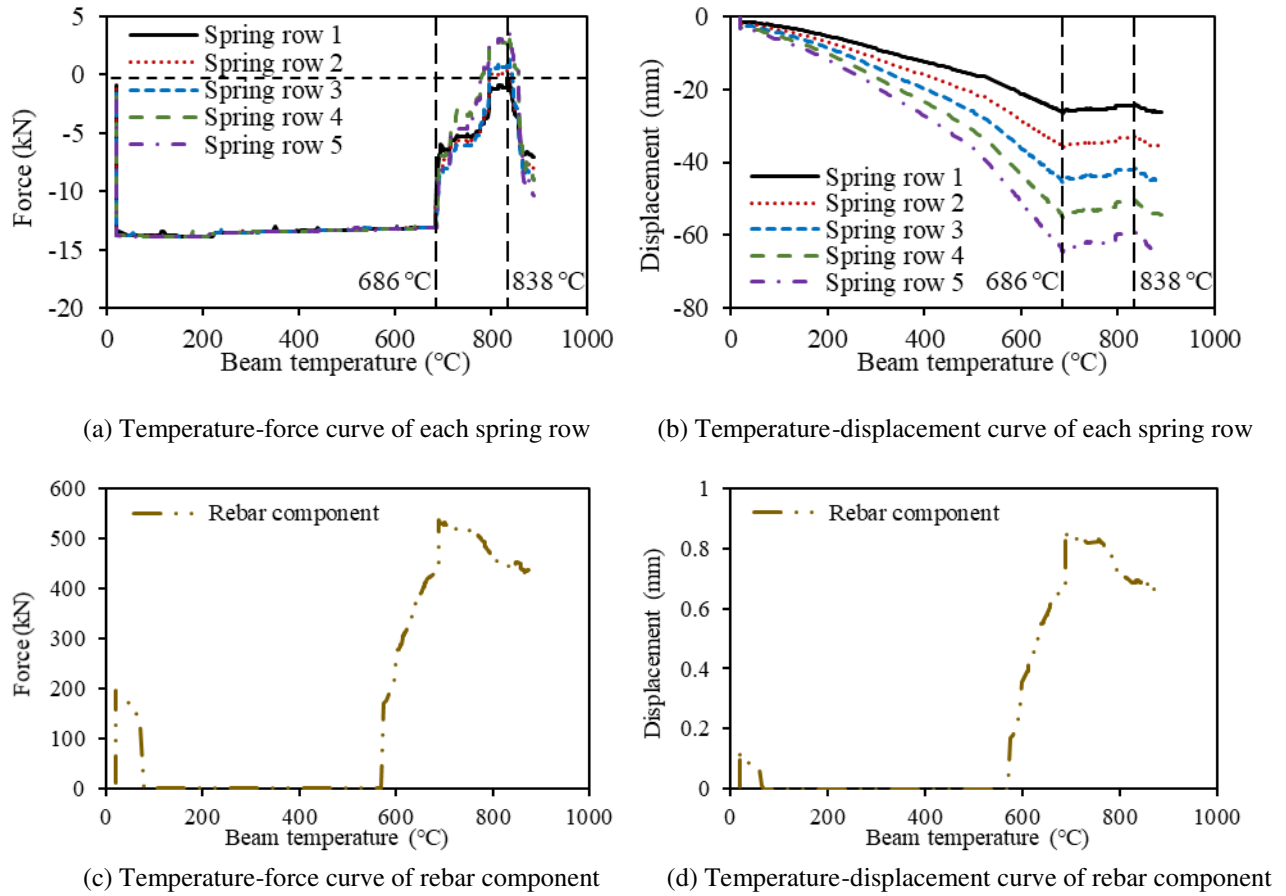 5
0
-5
-10
-15
-20
Force (kN)
Spring row 1
Spring row 2
Spring row 3
Spring row 4
Spring row 5
686 °C
838 °C
0 200 400 600 800 1000
Beam temperature (°C)
(a) Temperature-force curve of each spring row
0
-20
-40
-60
-80
Displacement (mm)
Spring row 1
Spring row 2
Spring row 3
Spring row 4
Spring row 5
686 °C
838 °C
0 200 400 600 800 1000
Beam temperature (°C)
(b) Temperature-displacement curve of each spring row
600
500
400
300
200
100
0
Force (kN)
Rebar component
0 200 400 600 800 1000
Beam temperature (°C)
(c) Temperature-force curve of rebar component
1
0.8
0.6
0.4
0.2
0
Displacement (mm)
Rebar component
0 200 400 600 800 1000
Beam temperature (°C)
(d) Temperature-displacement curve of rebar component